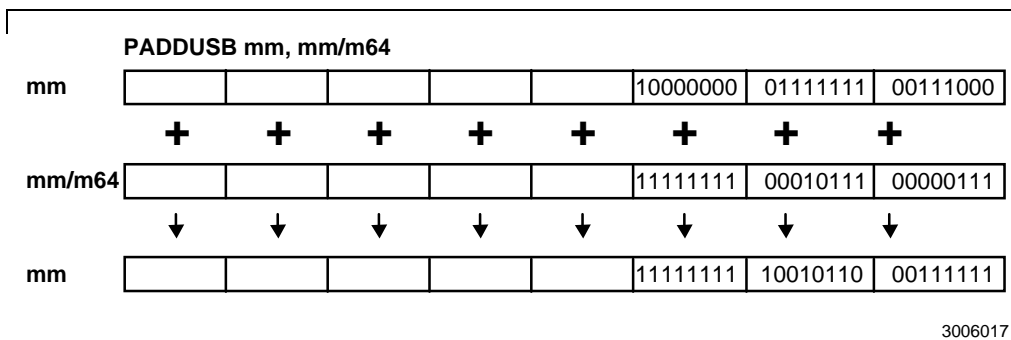 PADDUSB mm, mm/m64
mm 10000000 01111111 00111000
+ + + + + + + +
mm/m64 11111111 00010111 00000111
mm 11111111 10010110 00111111
3006017